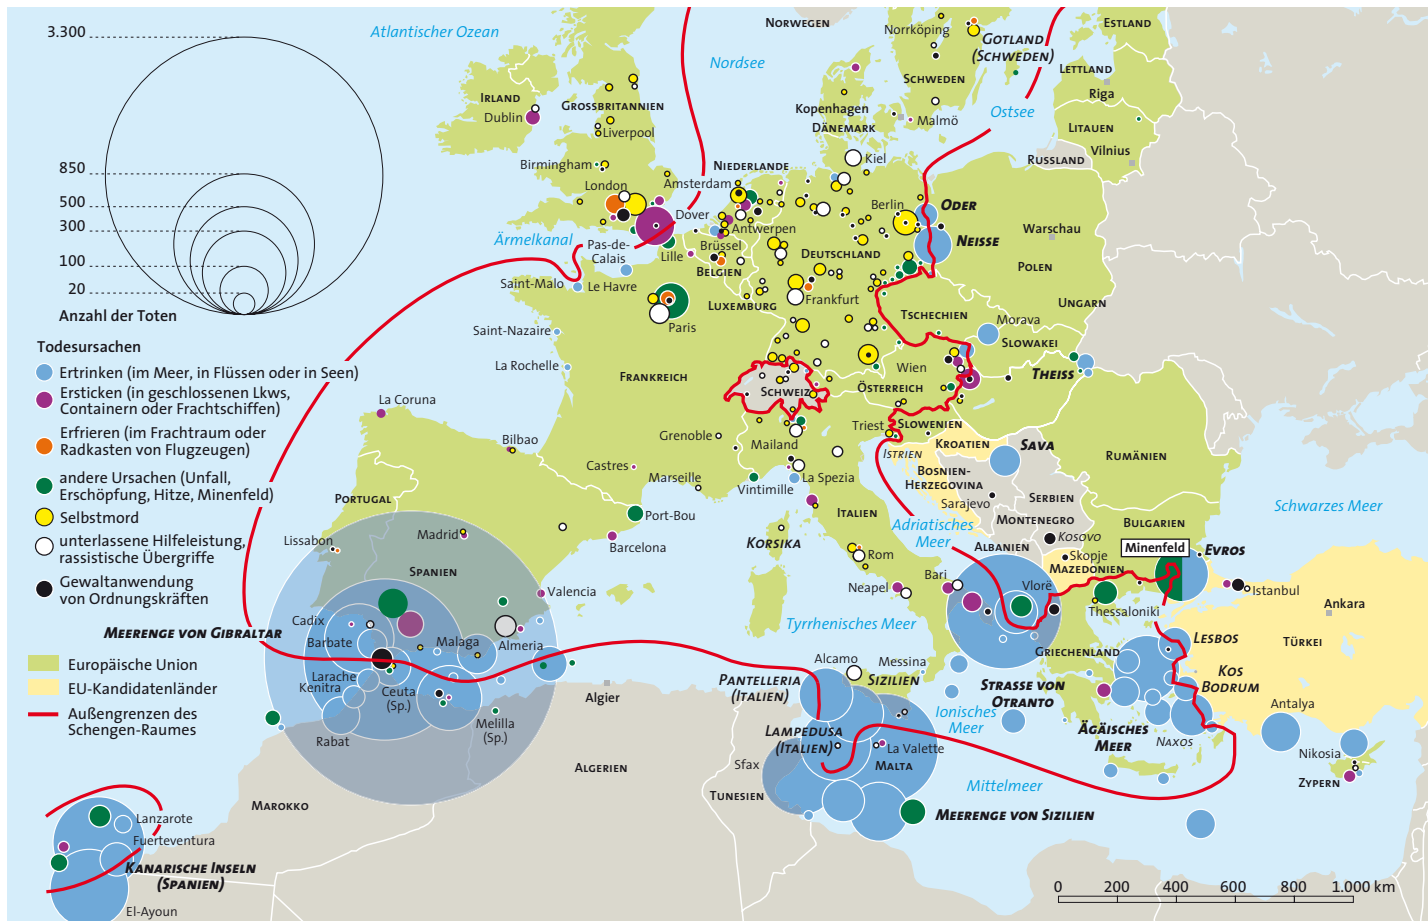 3.300
850
500
300
100
20
Anzahl der Toten
Todesursachen
Ertrinken (im Meer, in Flüssen oder in Seen)
Ersticken (in geschlossenen Lkws,
Containern oder Frachtschiffen)
Erfrieren (im Frachtraum oder
Radkasten von Flugzeugen)
andere Ursachen (Unfall,
Erschöpfung, Hitze, Minenfeld)
Selbstmord
unterlassene Hilfeleistung,
rassistische Übergriffe
Gewaltanwendung
von Ordnungskräften
Europäische Union
EU-Kandidatenländer
Außengrenzen des
Schengen-Raumes
Atlantischer Ozean
Nordsee
NORWEGEN
Norrköping
GOTLAND
(SCHWEDEN)
ESTLAND
SCHWEDEN
LETTLAND
Riga
Ostsee
LITAUEN
Vilnius
RUSSLAND
IRLAND
Dublin
GROSSBRITANNIEN
Liverpool
Kopenhagen
DÄNEMARK
Malmö
Birmingham
London
NIEDERLANDE
Amsterdam
Kiel
Dover
Antwerpen
Berlin
ODER
NEISSE
Warschau
Ärmelkanal
Pas-de-
Calais
Lille
Brüssel
BELGIEN
DEUTSCHLAND
POLEN
Saint-Malo
Le Havre
LUXEMBURG
Frankfurt
UNGARN
Paris
TSCHECHIEN
Morava
Saint-Nazaire
SLOWAKEI
La Rochelle
Wien
THEISS
FRANKREICH
SCHWEIZ
ÖSTERREICH
La Coruna
Grenoble
Mailand
Triest
SLOWENIEN
KROATIEN
SAVA
Bilbao
ISTRIEN
RUMÄNIEN
Castres
Marseille
Vintimille
La Spezia
BOSNIEN-
HERZEGOVINA
Sarajevo
SERBIEN
Schwarzes Meer
PORTUGAL
Port-Bou
ITALIEN
MONTENEGRO
Adriatisches
Meer
BULGARIEN
Lissabon
Madrid
Barcelona
KORSIKA
Rom
ALBANIEN
Kosovo
Skopje
MAZEDONIEN
Minenfeld
EVROS
SPANIEN
Valencia
Neapel
Bari
Vlorë
Thessaloniki
Istanbul
Ankara
MEERENGE VON GIBRALTAR
Cadix
Barbate
Malaga
Almeria
Tyrrhenisches Meer
LESBOS
TÜRKEI
GRIECHENLAND
Larache
Kenitra
Ceuta
(Sp.)
Alcamo
Messina
SIZILIEN
PANTELLERIA
(ITALIEN)
STRASSE VON
OTRANTO
KOS
BODRUM
Algier
Rabat
Melilla
(Sp.)
Ionisches
Meer
ÄGÄISCHES
MEER
NAXOS
Antalya
LAMPEDUSA
(ITALIEN)
La Valette
MALTA
Nikosia
Sfax
ALGERIEN
Mittelmeer
ZYPERN
TUNESIEN
MAROKKO
MEERENGE VON SIZILIEN
Lanzarote
Fuerteventura
KANARISCHE INSELN
(SPANIEN)
El-Ayoun
0 200 400 600 800 1.000 km